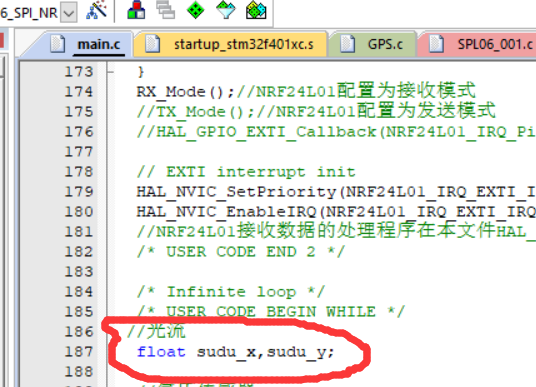 6_SPI_NR
main.c startup_stm32f401xc.s GPS.c SPL06_001.c
173 }
174 RX_Mode();//NRF24L01配置为接收模式
175 //TX_Mode();//NRF24L01配置为发送模式
176 //HAL_GPIO_EXTI_Callback(NRF24L01_IRQ_Pi
177
178 // EXTI interrupt init
179 HAL_NVIC_SetPriority(NRF24L01_IRQ_EXTI_I
180 HAL_NVIC_EnableIRQ(NRF24L01_IRQ_EXTI_IRQ
181 //NRF24L01接收数据的处理程序在本文件HAL_
182 /* USER CODE END 2 */
183
184 /* Infinite loop */
185 /* USER CODE BEGIN WHILE */
186 //光流
187 float sudu_x,sudu_y;
188